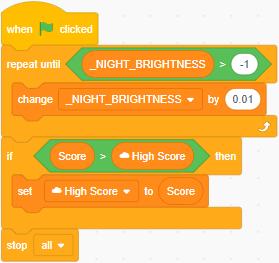 when clicked
repeat until _NIGHT_BRIGHTNESS > -1
change _NIGHT_BRIGHTNESS by 0.01
if Score > High Score then
set High Score to Score
stop all